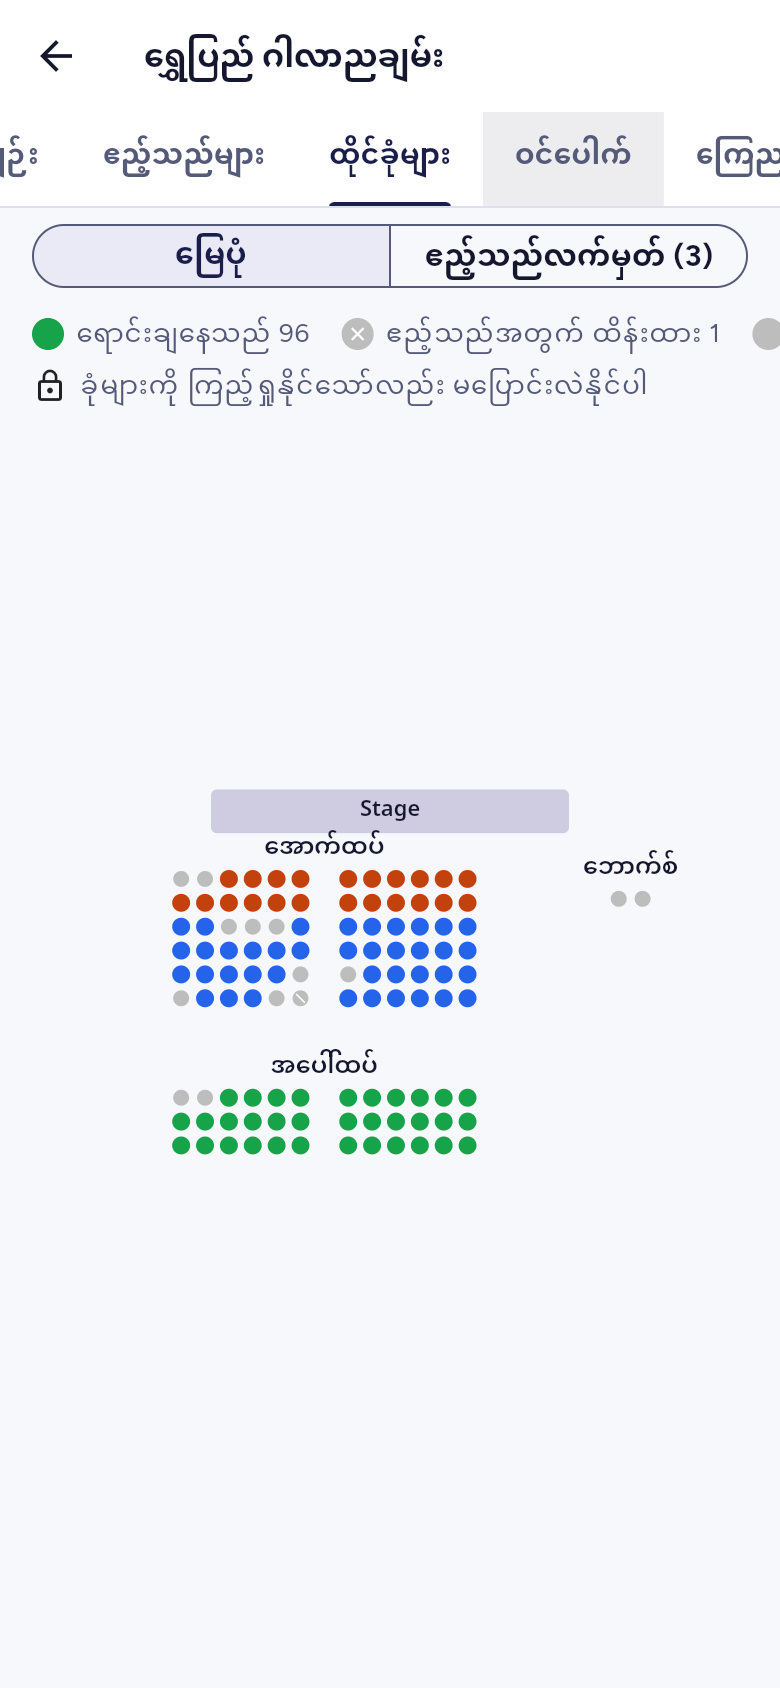 ရွှေပြည် ဂါလာညချမ်း
ဧည့်သည်များ
ထိုင်ခုံများ
ဝင်ပေါက်
မြေပုံ
ဧည့်သည်လက်မှတ် (3)
ရောင်းချနေသည် 96
ဧည့်သည်အတွက် ထိန်းထား 1
ခုံများကို ကြည့်ရှုနိုင်သော်လည်း မပြောင်းလဲနိုင်ပါ
Stage
အောက်ထပ်
ဘောက်စ်
အပေါ်ထပ်